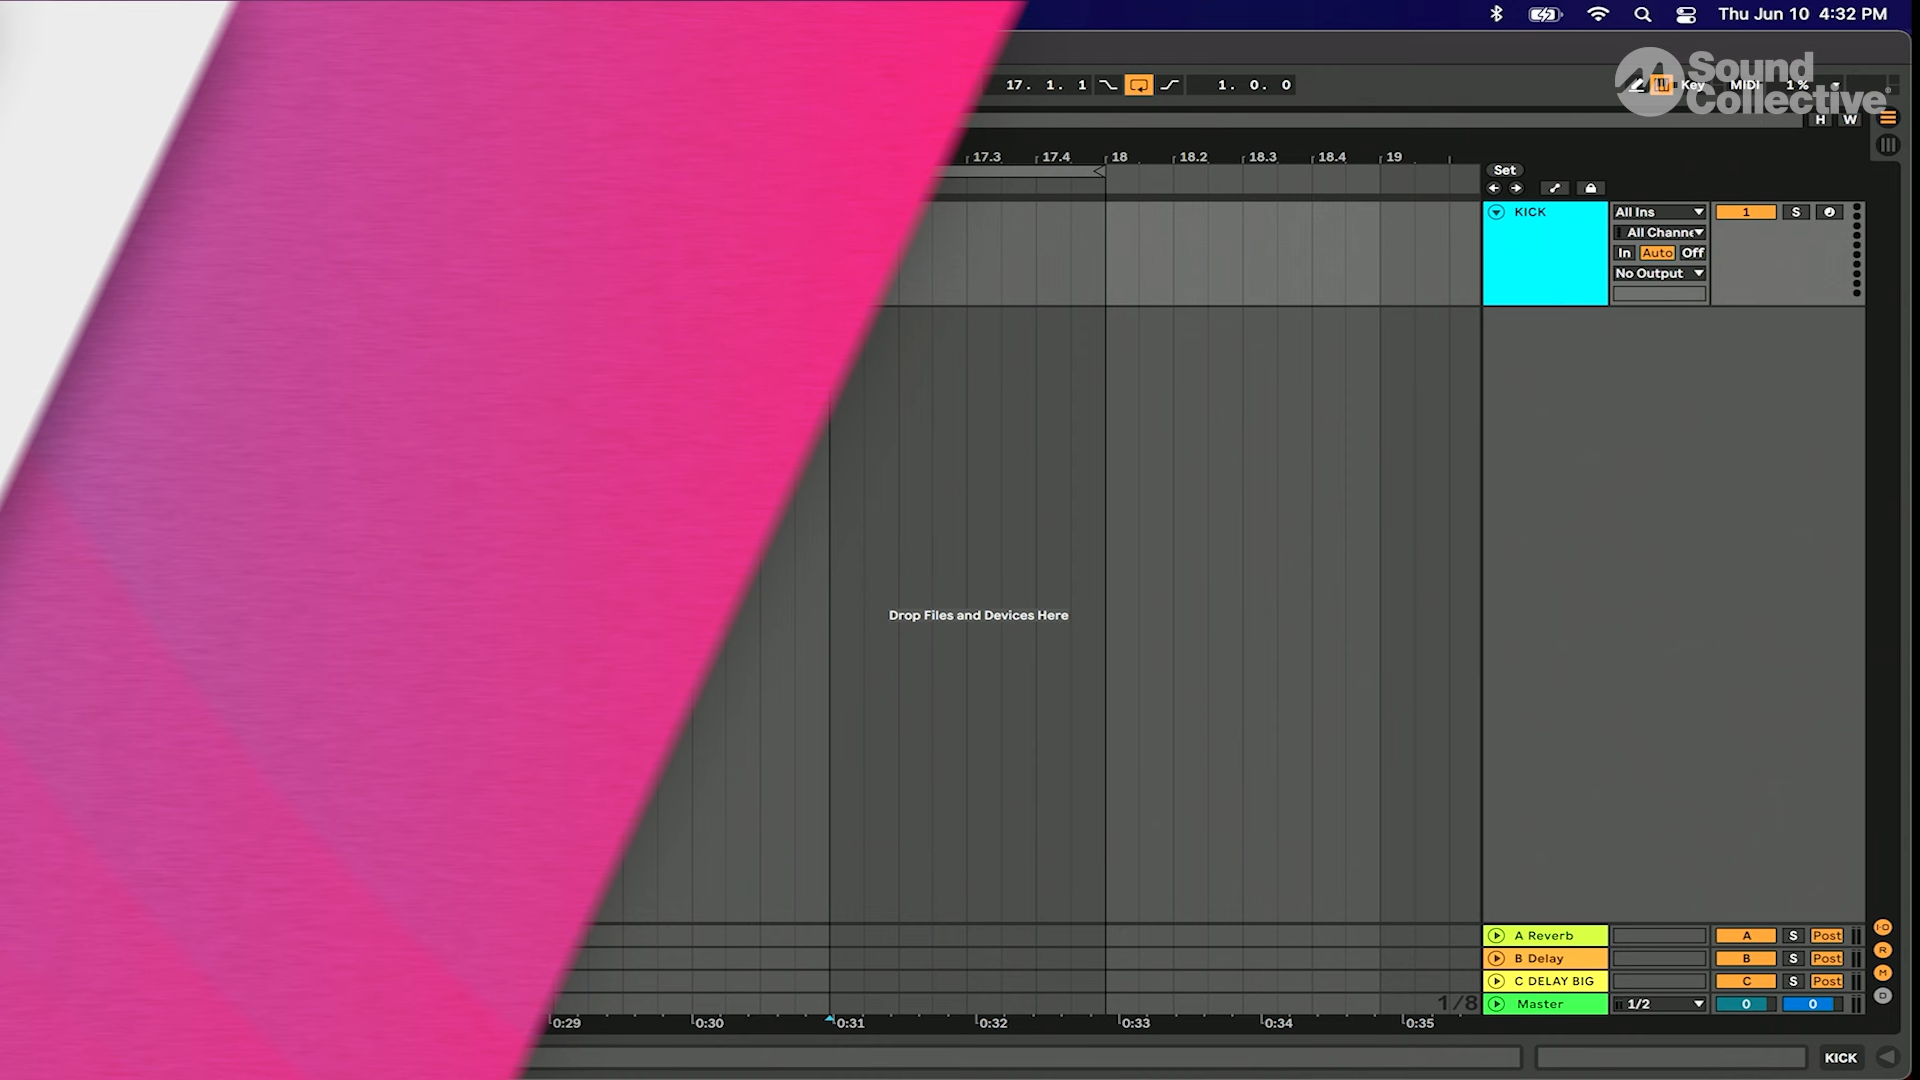 Thu Jun 10 4:32 PM
Sound
Collective
17. 1. 1
1. 0. 0
Key
MIDI
1 %
H
W
17.3
17.4
18
18.2
18.3
18.4
19
Set
KICK
All Ins
1
S
All Channe
In
Auto
Off
No Output
Drop Files and Devices Here
A Reverb
A
S
Post
B Delay
B
S
Post
C DELAY BIG
C
S
Post
1/8
Master
1/2
0
0
I-O
R
M
D
0:29
0:30
0:31
0:32
0:33
0:34
0:35
KICK